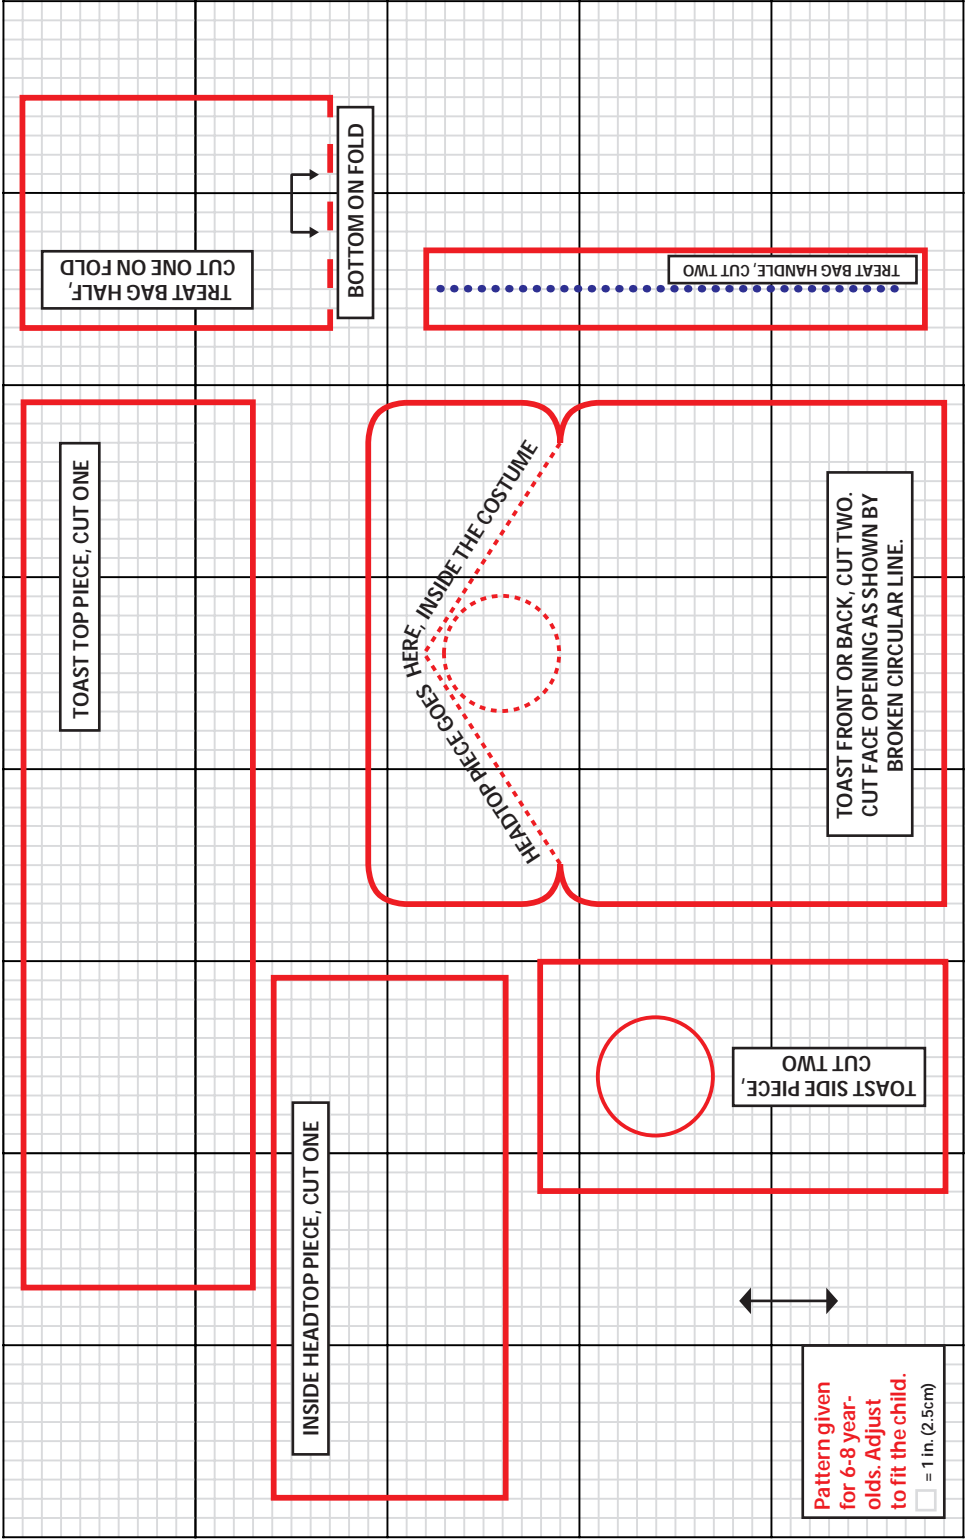 TREAT BAG HALF,
CUT ONE ON FOLD
BOTTOM ON FOLD
TREAT BAG HANDLE, CUT TWO
TOAST TOP PIECE, CUT ONE
HEADTOP PIECE GOES HERE, INSIDE THE COSTUME
TOAST FRONT OR BACK, CUT TWO.
CUT FACE OPENING AS SHOWN BY
BROKEN CIRCULAR LINE.
INSIDE HEADTOP PIECE, CUT ONE
TOAST SIDE PIECE,
CUT TWO
Pattern given
for 6-8 year-
olds. Adjust
to fit the child.
= 1 in. (2.5cm)